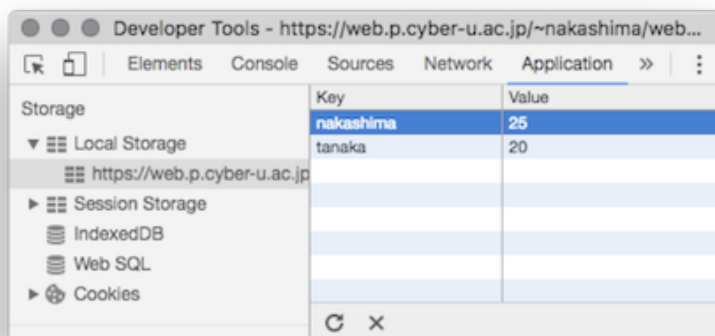 Developer Tools - https://web.p.cyber-u.ac.jp/~nakashima/web...
Elements Console Sources Network Application »
Storage
Local Storage
https://web.p.cyber-u.ac.jp
Session Storage
IndexedDB
Web SQL
Cookies
Key Value
nakashima 25
tanaka 20